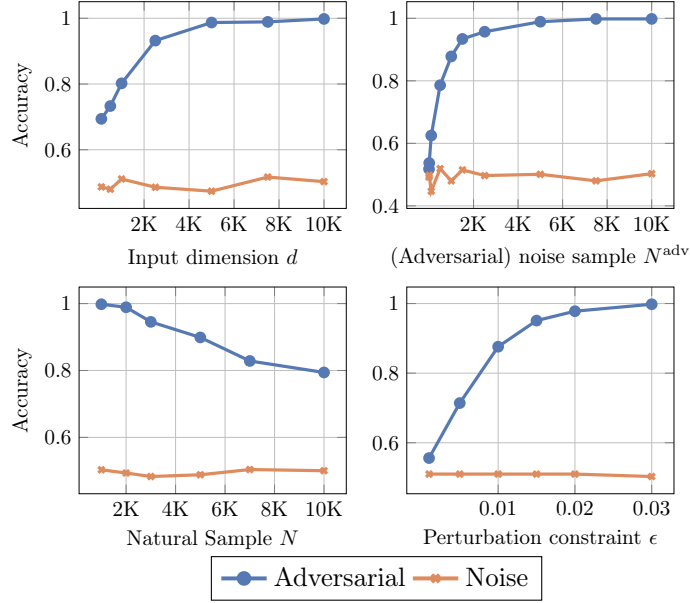 1
0.8
0.6
Accuracy
2K 4K 6K 8K 10K
Input dimension d
1
0.8
0.6
0.4
2K 4K 6K 8K 10K
(Adversarial) noise sample N^adv
1
0.8
0.6
Accuracy
2K 4K 6K 8K 10K
Natural Sample N
1
0.8
0.6
0.01 0.02 0.03
Perturbation constraint ϵ
Adversarial Noise